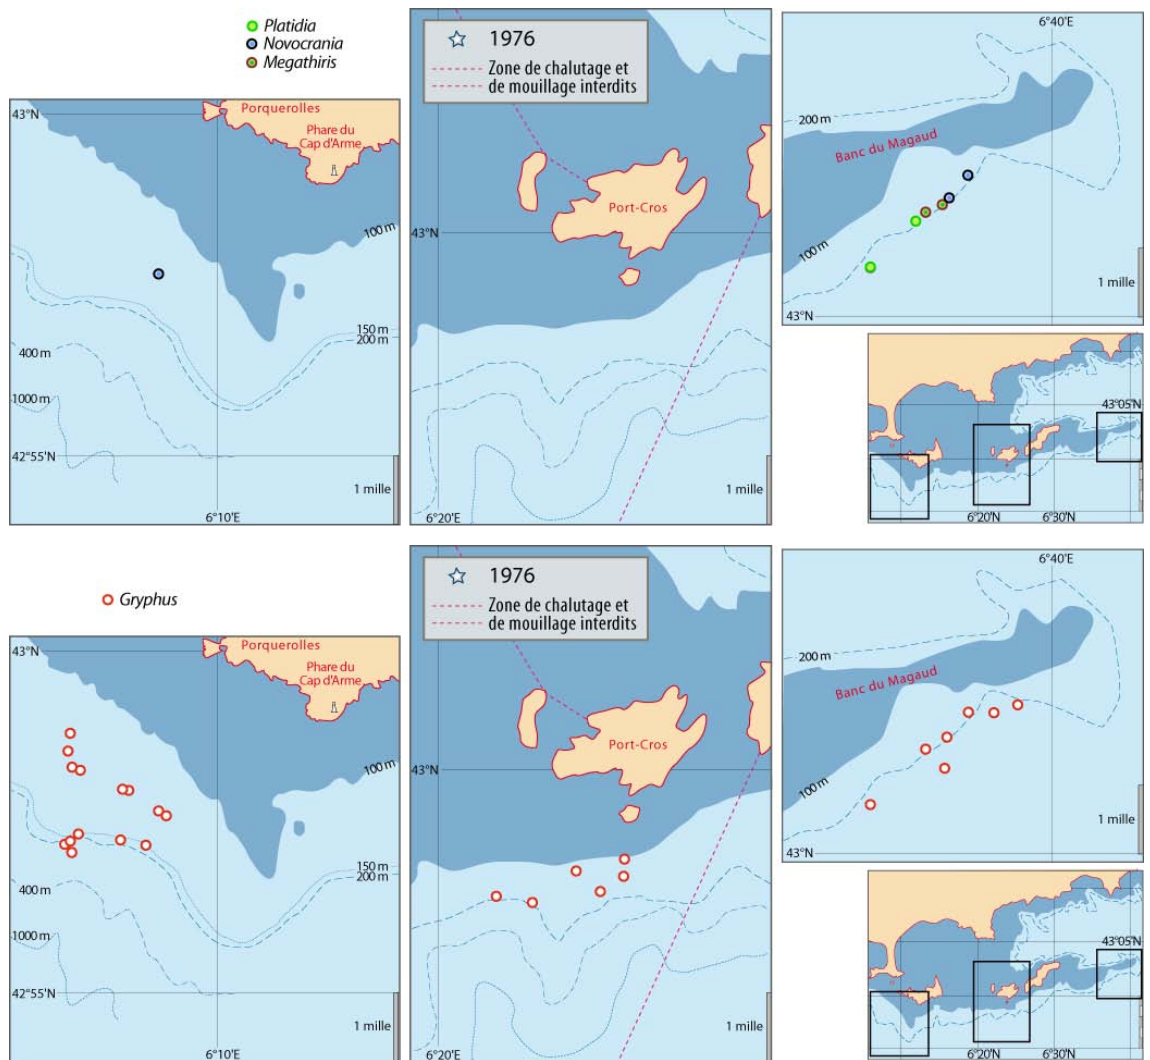 Platidia
Novocrania
Megathiris
43°N
Porquerolles
Phare du
Cap d'Arme
100 m
150 m
200 m
400 m
1000 m
42°55'N
1 mille
6°10'E
1976
Zone de chalutage et
de mouillage interdits
Port-Cros
43°N
1 mille
6°20'E
6°40'E
200 m
Banc du Magaud
100 m
1 mille
43°N
43°05'N
6°20'N
6°30'N
Gryphus
43°N
Porquerolles
Phare du
Cap d'Arme
100 m
150 m
200 m
400 m
1000 m
42°55'N
1 mille
6°10'E
1976
Zone de chalutage et
de mouillage interdits
Port-Cros
43°N
1 mille
6°20'E
6°40'E
200 m
Banc du Magaud
100 m
1 mille
43°N
43°05'N
6°20'N
6°30'N